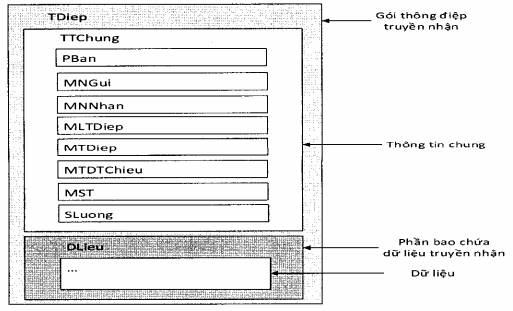 TDiep
TTChung
PBan
MNGui
MNNhan
MLTDiep
MTDiep
MTDTChieu
MST
SLuong
DLieu
...
Gói thông điệp
truyền nhận
Thông tin chung
Phần bao chứa
dữ liệu truyền nhận
Dữ liệu